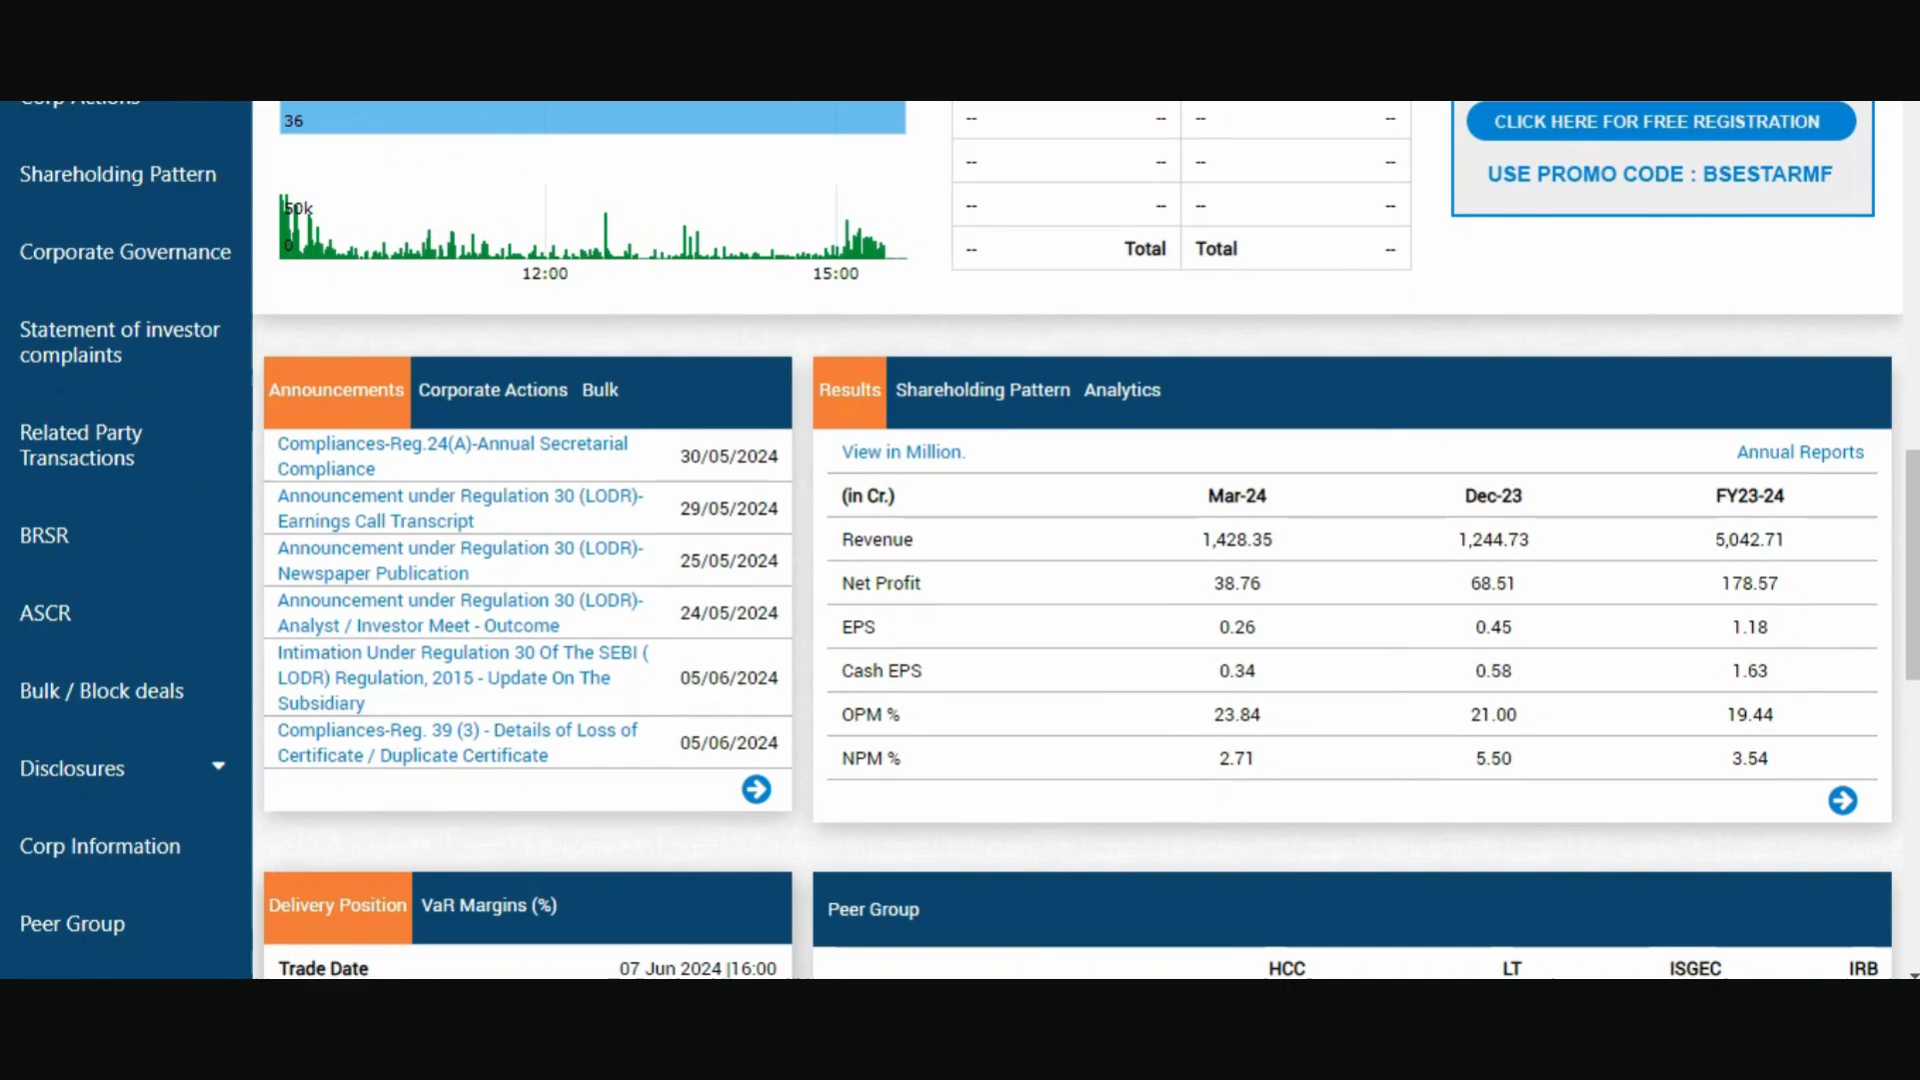 Corp Actions
Shareholding Pattern
Corporate Governance
Statement of investor
complaints
Related Party
Transactions
BRSR
ASCR
Bulk / Block deals
Disclosures
Corp Information
Peer Group
36
50k
0
12:00 15:00
-- -- -- --
-- -- -- --
-- -- -- --
-- Total Total --
CLICK HERE FOR FREE REGISTRATION
USE PROMO CODE : BSESTARMF
Announcements Corporate Actions Bulk
Compliances-Reg.24(A)-Annual Secretarial
Compliance 30/05/2024
Announcement under Regulation 30 (LODR)-
Earnings Call Transcript 29/05/2024
Announcement under Regulation 30 (LODR)-
Newspaper Publication 25/05/2024
Announcement under Regulation 30 (LODR)-
Analyst / Investor Meet - Outcome 24/05/2024
Intimation Under Regulation 30 Of The SEBI (
LODR) Regulation, 2015 - Update On The 05/06/2024
Subsidiary
Compliances-Reg. 39 (3) - Details of Loss of
Certificate / Duplicate Certificate 05/06/2024
Results Shareholding Pattern Analytics
View in Million. Annual Reports
(in Cr.) Mar-24 Dec-23 FY23-24
Revenue 1,428.35 1,244.73 5,042.71
Net Profit 38.76 68.51 178.57
EPS 0.26 0.45 1.18
Cash EPS 0.34 0.58 1.63
OPM % 23.84 21.00 19.44
NPM % 2.71 5.50 3.54
Delivery Position VaR Margins (%)
Trade Date 07 Jun 2024 |16:00
Peer Group
HCC LT ISGEC IRB